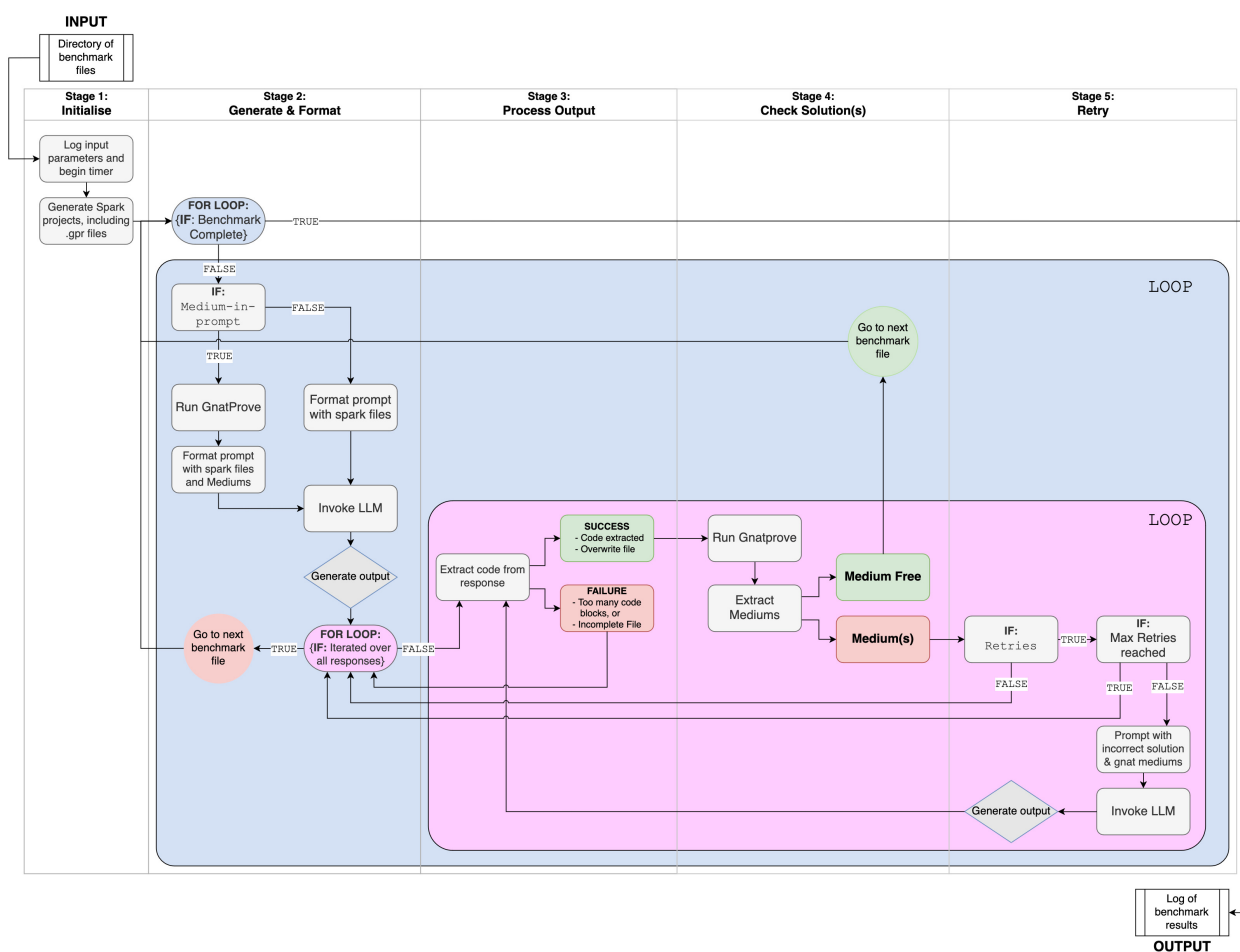 INPUT
Directory of
benchmark
files
Stage 1:
Initialise
Stage 2:
Generate & Format
Stage 3:
Process Output
Stage 4:
Check Solution(s)
Stage 5:
Retry
Log input
parameters and
begin timer
Generate Spark
projects, including
.gpr files
FOR LOOP:
{IF: Benchmark
Complete}
TRUE
FALSE
LOOP
IF:
Medium-in-
prompt
FALSE
TRUE
Run GnatProve
Format prompt
with spark files
Format prompt
with spark files
and Mediums
Invoke LLM
Generate output
FOR LOOP:
{IF: Iterated over
all responses}
TRUE
FALSE
Go to next
benchmark
file
Go to next
benchmark
file
LOOP
Extract code from
response
SUCCESS
- Code extracted
- Overwrite file
FAILURE
- Too many code
blocks, or
- Incomplete File
Run Gnatprove
Extract
Mediums
Medium Free
Medium(s)
IF:
Retries
TRUE
FALSE
IF:
Max Retries
reached
TRUE
FALSE
Prompt with
incorrect solution
& gnat mediums
Invoke LLM
Generate output
Log of
benchmark
results
OUTPUT